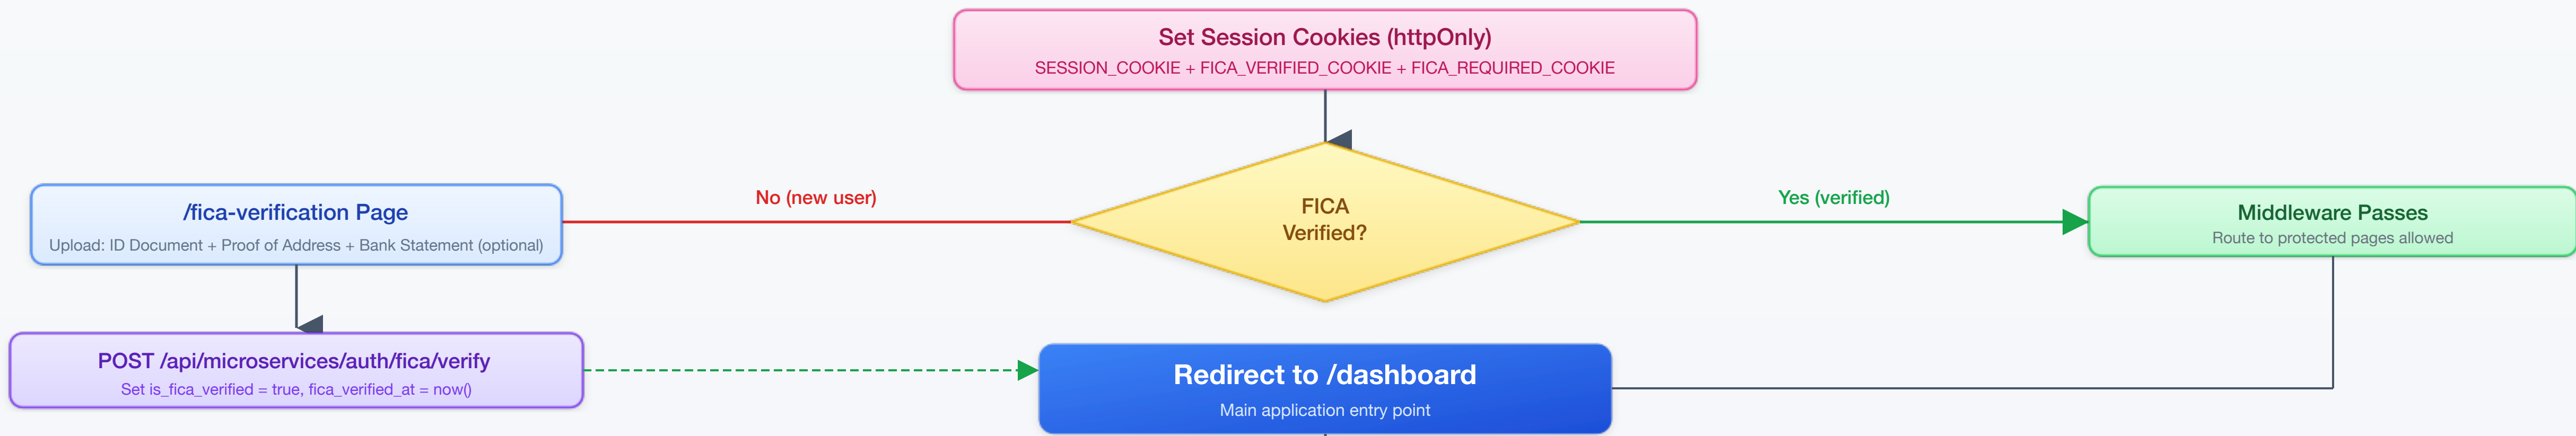 Set Session Cookies (httpOnly)
SESSION_COOKIE + FICA_VERIFIED_COOKIE + FICA_REQUIRED_COOKIE
No (new user)
FICA
Verified?
Yes (verified)
/fica-verification Page
Upload: ID Document + Proof of Address + Bank Statement (optional)
Middleware Passes
Route to protected pages allowed
POST /api/microservices/auth/fica/verify
Set is_fica_verified = true, fica_verified_at = now()
Redirect to /dashboard
Main application entry point